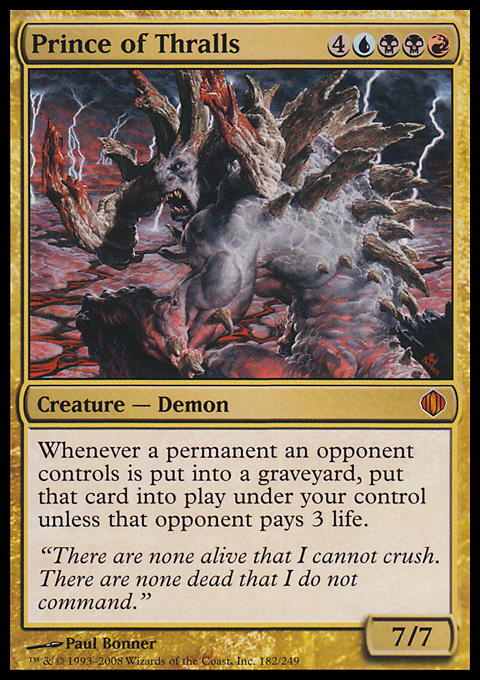 Prince of Thralls 4
Creature — Demon
Whenever a permanent an opponent
controls is put into a graveyard, put
that card into play under your control
unless that opponent pays 3 life.
“There are none alive that I cannot crush.
There are none dead that I do not
command.”
Paul Bonner
7/7
™ & © 1993–2008 Wizards of the Coast, Inc. 182/249